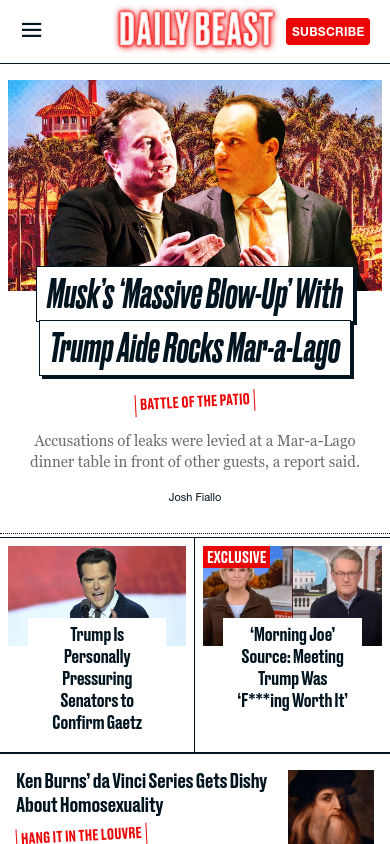 DAILY BEAST
SUBSCRIBE
Musk’s ‘Massive Blow-Up’ With
Trump Aide Rocks Mar-a-Lago
BATTLE OF THE PATIO
Accusations of leaks were levied at a Mar-a-Lago
dinner table in front of other guests, a report said.
Josh Fiallo
Trump Is
Personally
Pressuring
Senators to
Confirm Gaetz
EXCLUSIVE
‘Morning Joe’
Source: Meeting
Trump Was
‘F***ing Worth It’
Ken Burns’ da Vinci Series Gets Dishy
About Homosexuality
HANG IT IN THE LOUVRE